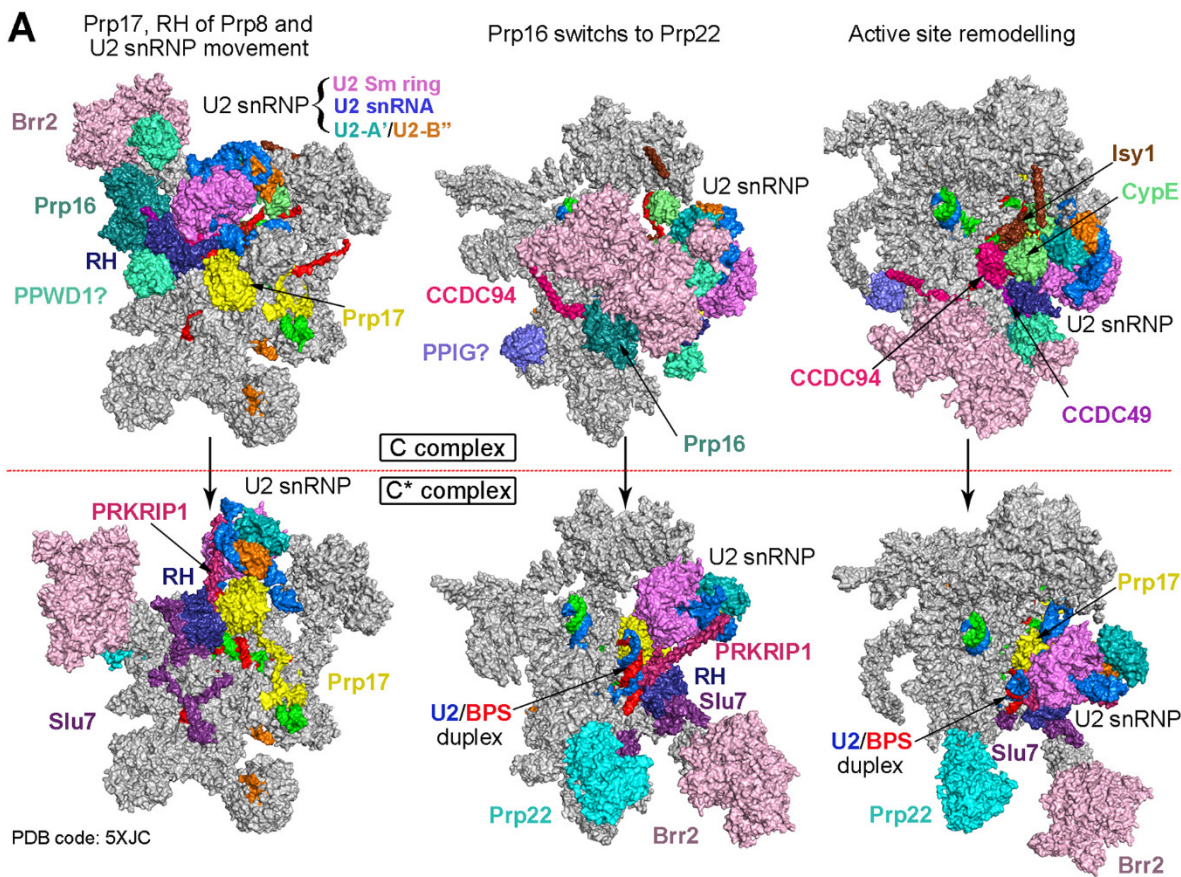 A
Prp17, RH of Prp8 and
U2 snRNP movement
Prp16 switchs to Prp22
Active site remodelling
U2 snRNP
U2 Sm ring
U2 snRNA
U2-A'/U2-B"
Brr2
Prp16
RH
PPWD1?
Prp17
U2 snRNP
CCDC94
PPIG?
Prp16
Isy1
CypE
U2 snRNP
CCDC94
CCDC49
C complex
C* complex
U2 snRNP
PRKRIP1
RH
Slu7
Prp17
U2 snRNP
PRKRIP1
RH
Slu7
U2/BPS
duplex
Prp22
Brr2
Prp17
U2 snRNP
U2/BPS
duplex
Slu7
Prp22
Brr2
PDB code: 5XJC